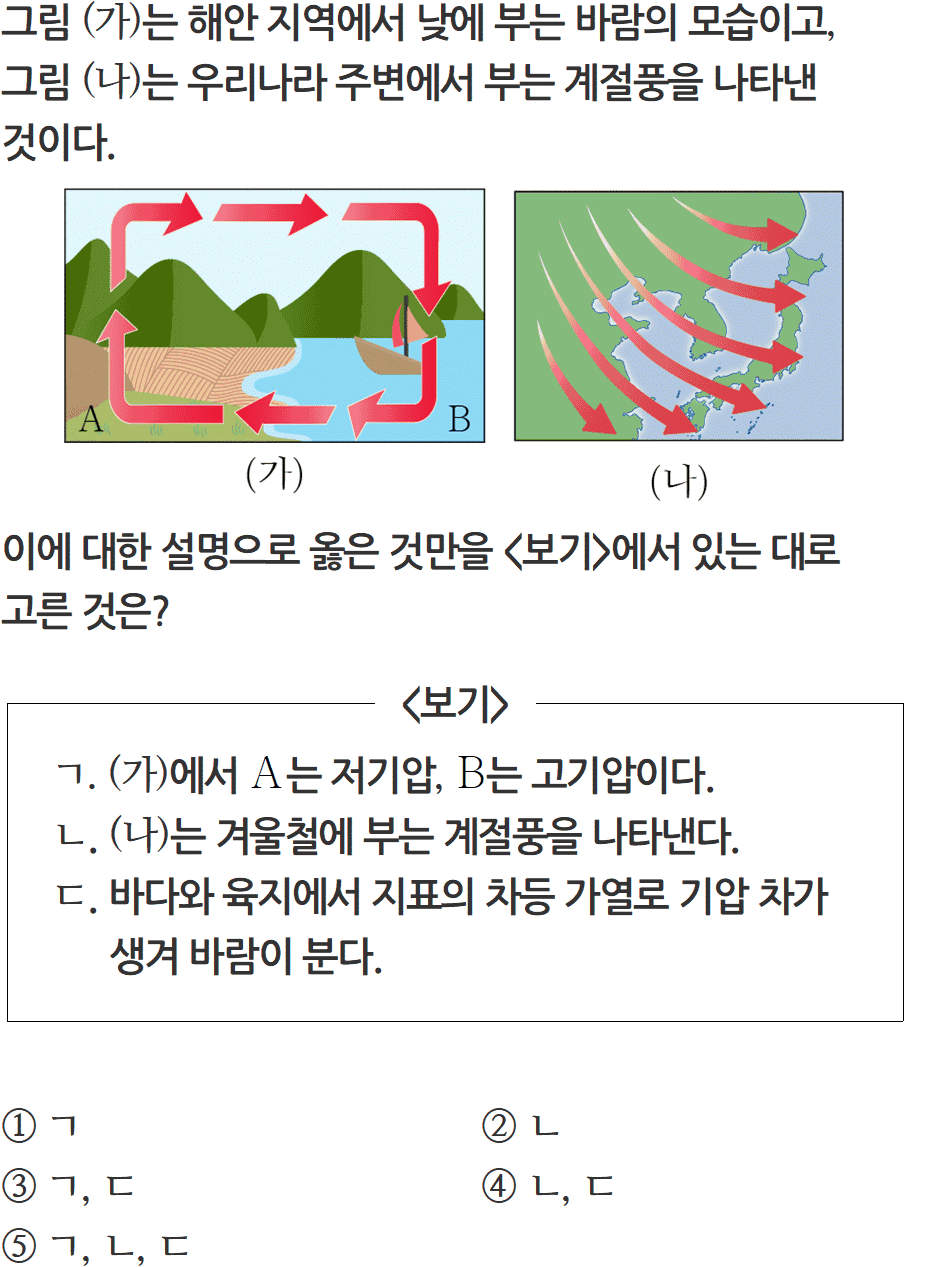 그림 (가)는 해안 지역에서 낮에 부는 바람의 모습이고,
그림 (나)는 우리나라 주변에서 부는 계절풍을 나타낸
것이다.
A
B
(가)
(나)
이에 대한 설명으로 옳은 것만을 <보기>에서 있는 대로
고른 것은?
<보기>
ㄱ. (가)에서 A는 저기압, B는 고기압이다.
ㄴ. (나)는 겨울철에 부는 계절풍을 나타낸다.
ㄷ. 바다와 육지에서 지표의 차등 가열로 기압 차가
생겨 바람이 분다.
① ㄱ
② ㄴ
③ ㄱ, ㄷ
④ ㄴ, ㄷ
⑤ ㄱ, ㄴ, ㄷ